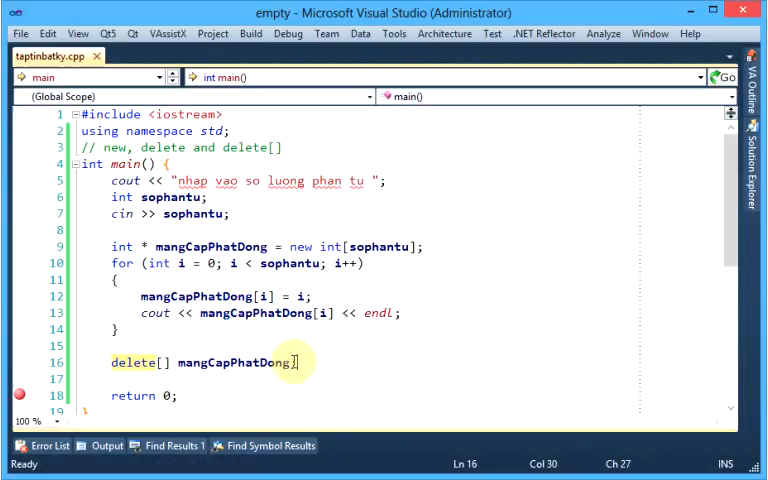 empty - Microsoft Visual Studio (Administrator)
File Edit View Qt5 Qt VAssistX Project Build Debug Team Data Tools Architecture Test .NET Reflector Analyze Window Help
taptinbatky.cpp
main int main() Go
(Global Scope) main()
1 #include <iostream>
2 using namespace std;
3 // new, delete and delete[]
4 int main() {
5 cout << "nhap vao so luong phan tu ";
6 int sophantu;
7 cin >> sophantu;
8
9 int * mangCapPhatDong = new int[sophantu];
10 for (int i = 0; i < sophantu; i++)
11 {
12 mangCapPhatDong[i] = i;
13 cout << mangCapPhatDong[i] << endl;
14 }
15
16 delete[] mangCapPhatDong;
17
18 return 0;
19 }
100 %
VA Outline
Solution Explorer
Error List Output Find Results 1 Find Symbol Results
Ready Ln 16 Col 30 Ch 27 INS